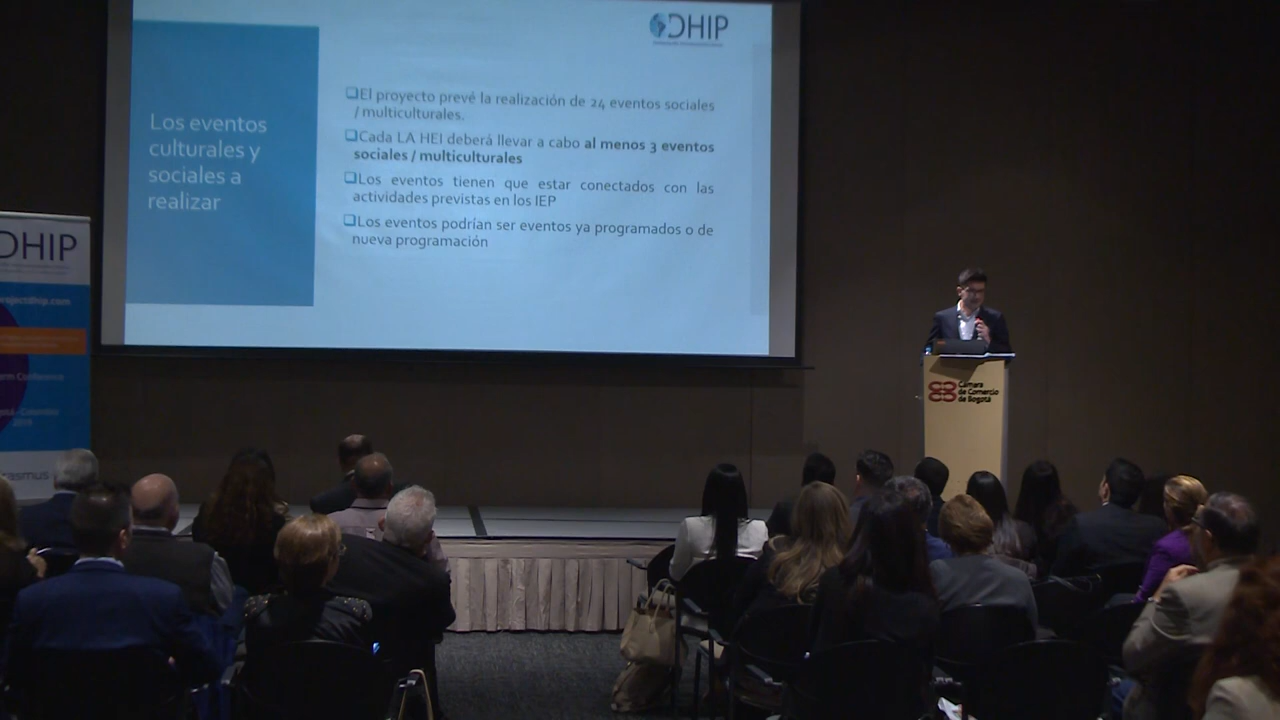 DHIP
Los eventos
culturales y
sociales a
realizar
❑El proyecto prevé la realización de 24 eventos sociales
/ multiculturales.
❑Cada LA HEI deberá llevar a cabo al menos 3 eventos
sociales / multiculturales
❑Los eventos tienen que estar conectados con las
actividades previstas en los IEP
❑Los eventos podrían ser eventos ya programados o de
nueva programación
DHIP
Conference
Colombia
Cámara
de Comercio
de Bogotá